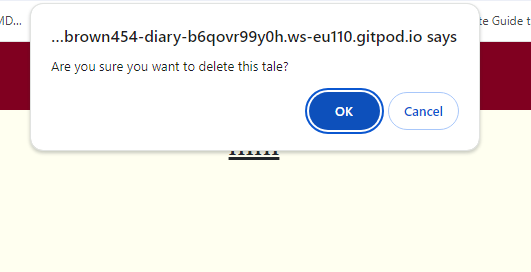 MD...
te Guide to
...brown454-diary-b6qovr99y0h.ws-eu110.gitpod.io says
Are you sure you want to delete this tale?
OK
Cancel